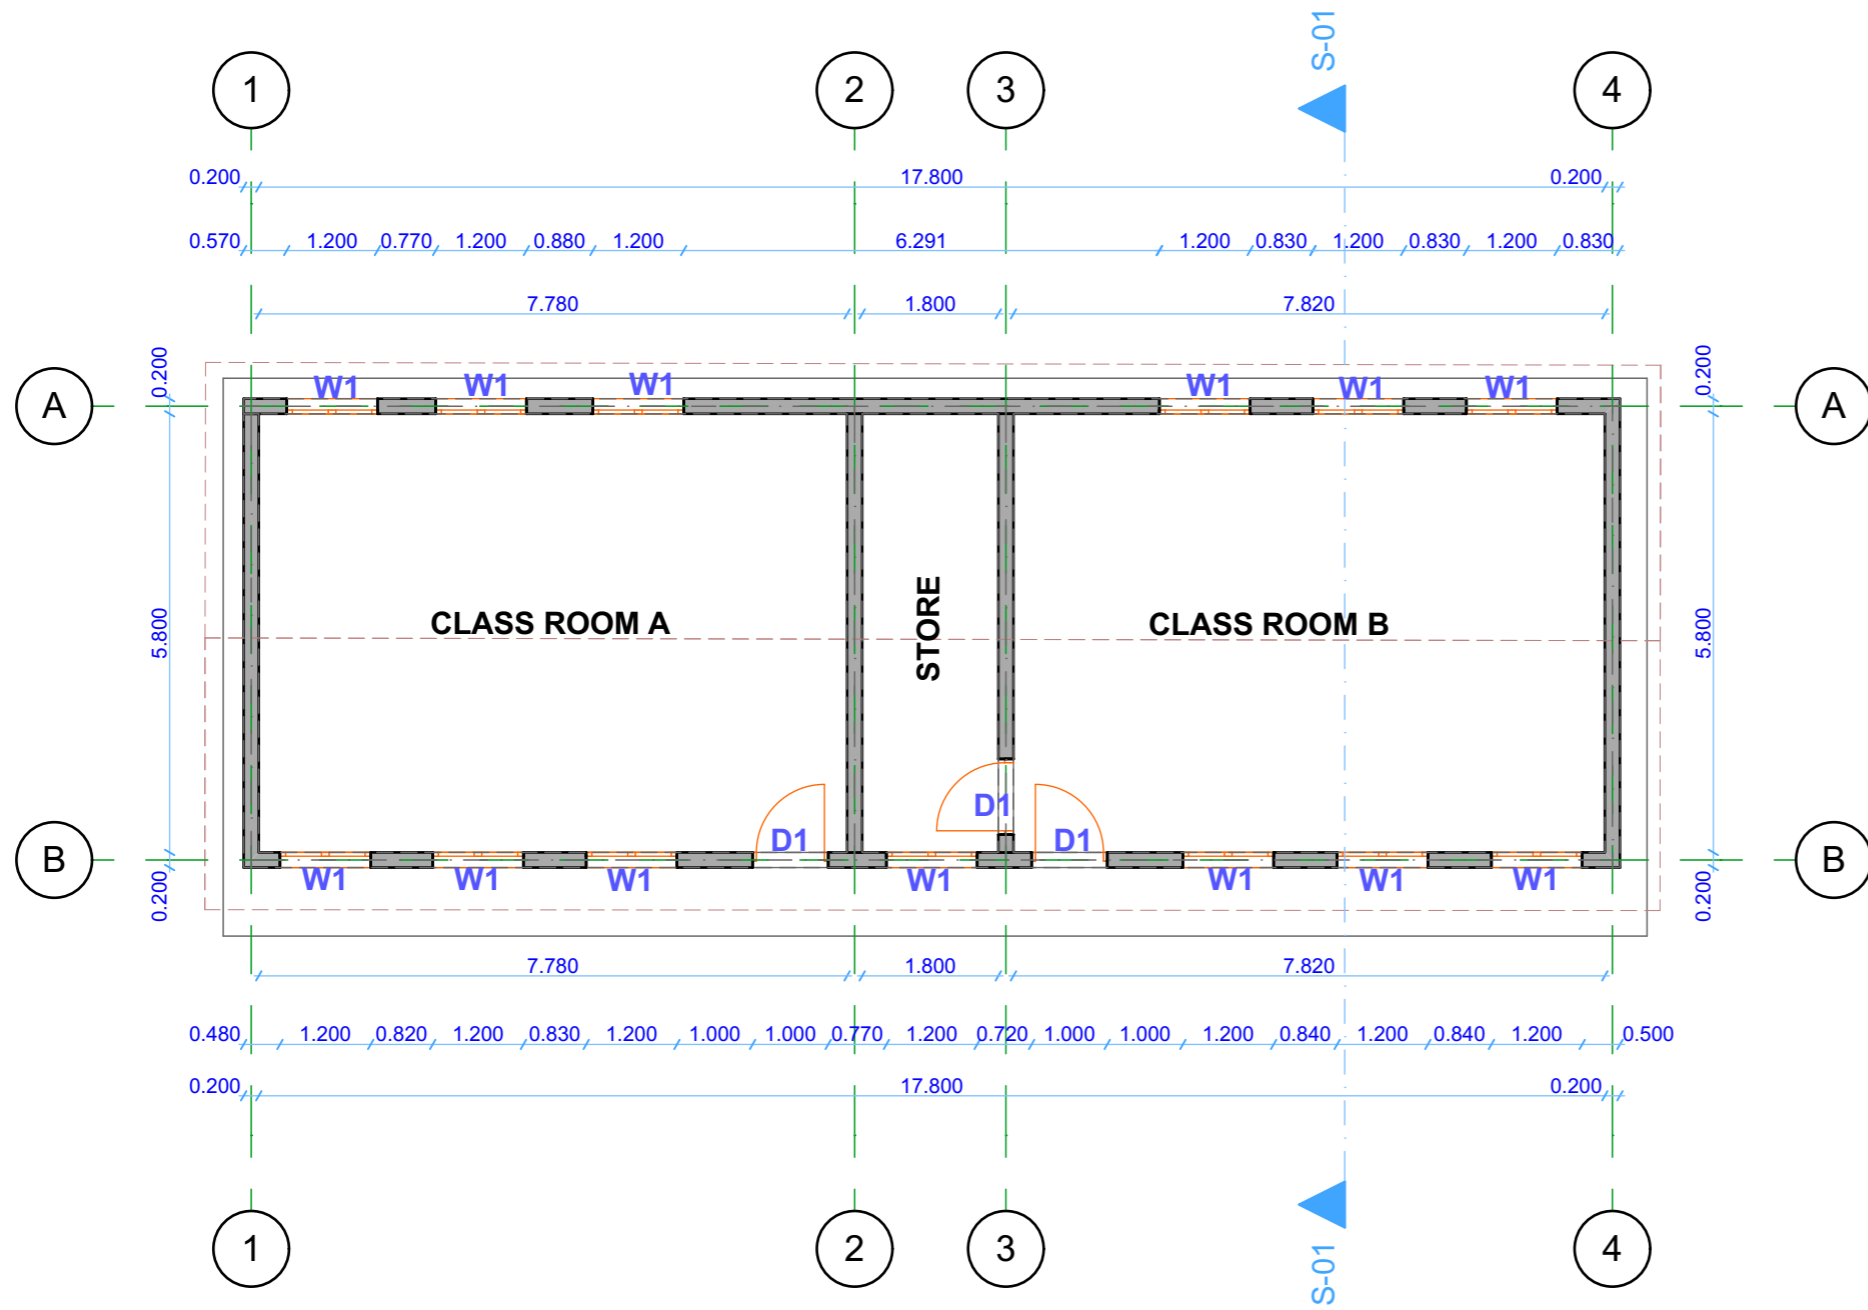 S-01
1 2 3 4
0.200 17.800 0.200
0.570 1.200 0.770 1.200 0.880 1.200 6.291 1.200 0.830 1.200 0.830 1.200 0.830
7.780 1.800 7.820
0.200 0.200
W1 W1 W1 W1 W1 W1
A A
CLASS ROOM A STORE CLASS ROOM B
5.800 5.800
D1
D1 D1
B B
W1 W1 W1 W1 W1 W1 W1
0.200 0.200
7.780 1.800 7.820
0.480 1.200 0.820 1.200 0.830 1.200 1.000 1.000 0.770 1.200 0.720 1.000 1.000 1.200 0.840 1.200 0.840 1.200 0.500
0.200 17.800 0.200
1 2 3 4
S-01